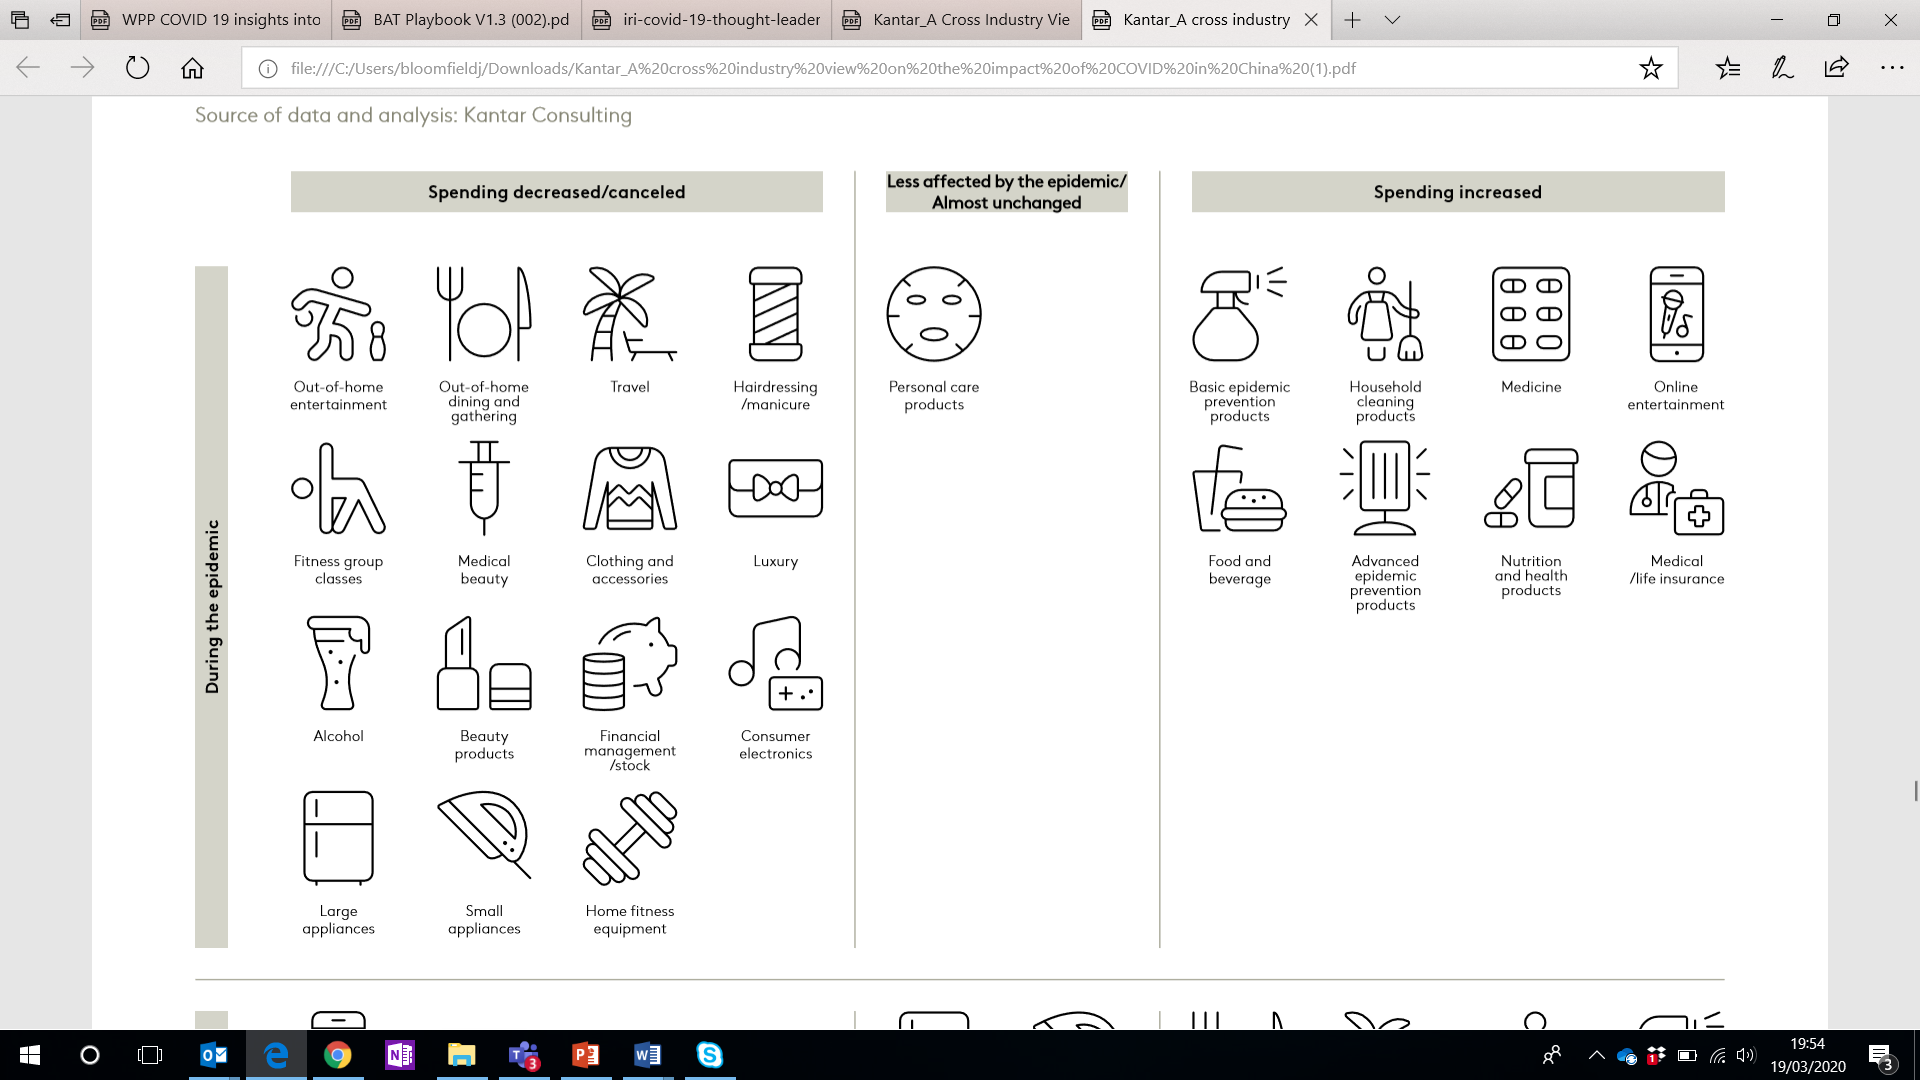 WPP COVID 19 insights into
BAT Playbook V1.3 (002).pd
iri-covid-19-thought-leader
Kantar_A Cross Industry Vie
Kantar_A cross industry
file:///C:/Users/bloomfieldj/Downloads/Kantar_A%20cross%20industry%20view%20on%20the%20impact%20of%20COVID%20in%20China%20(1).pdf
Source of data and analysis: Kantar Consulting
Spending decreased/canceled
Less affected by the epidemic/
Almost unchanged
Spending increased
During the epidemic
Out-of-home
entertainment
Out-of-home
dining and
gathering
Travel
Hairdressing
/manicure
Personal care
products
Basic epidemic
prevention
products
Household
cleaning
products
Medicine
Online
entertainment
Fitness group
classes
Medical
beauty
Clothing and
accessories
Luxury
Food and
beverage
Advanced
epidemic
prevention
products
Nutrition
and health
products
Medical
/life insurance
Alcohol
Beauty
products
Financial
management
/stock
Consumer
electronics
Large
appliances
Small
appliances
Home fitness
equipment
19:54
19/03/2020
3
3
1